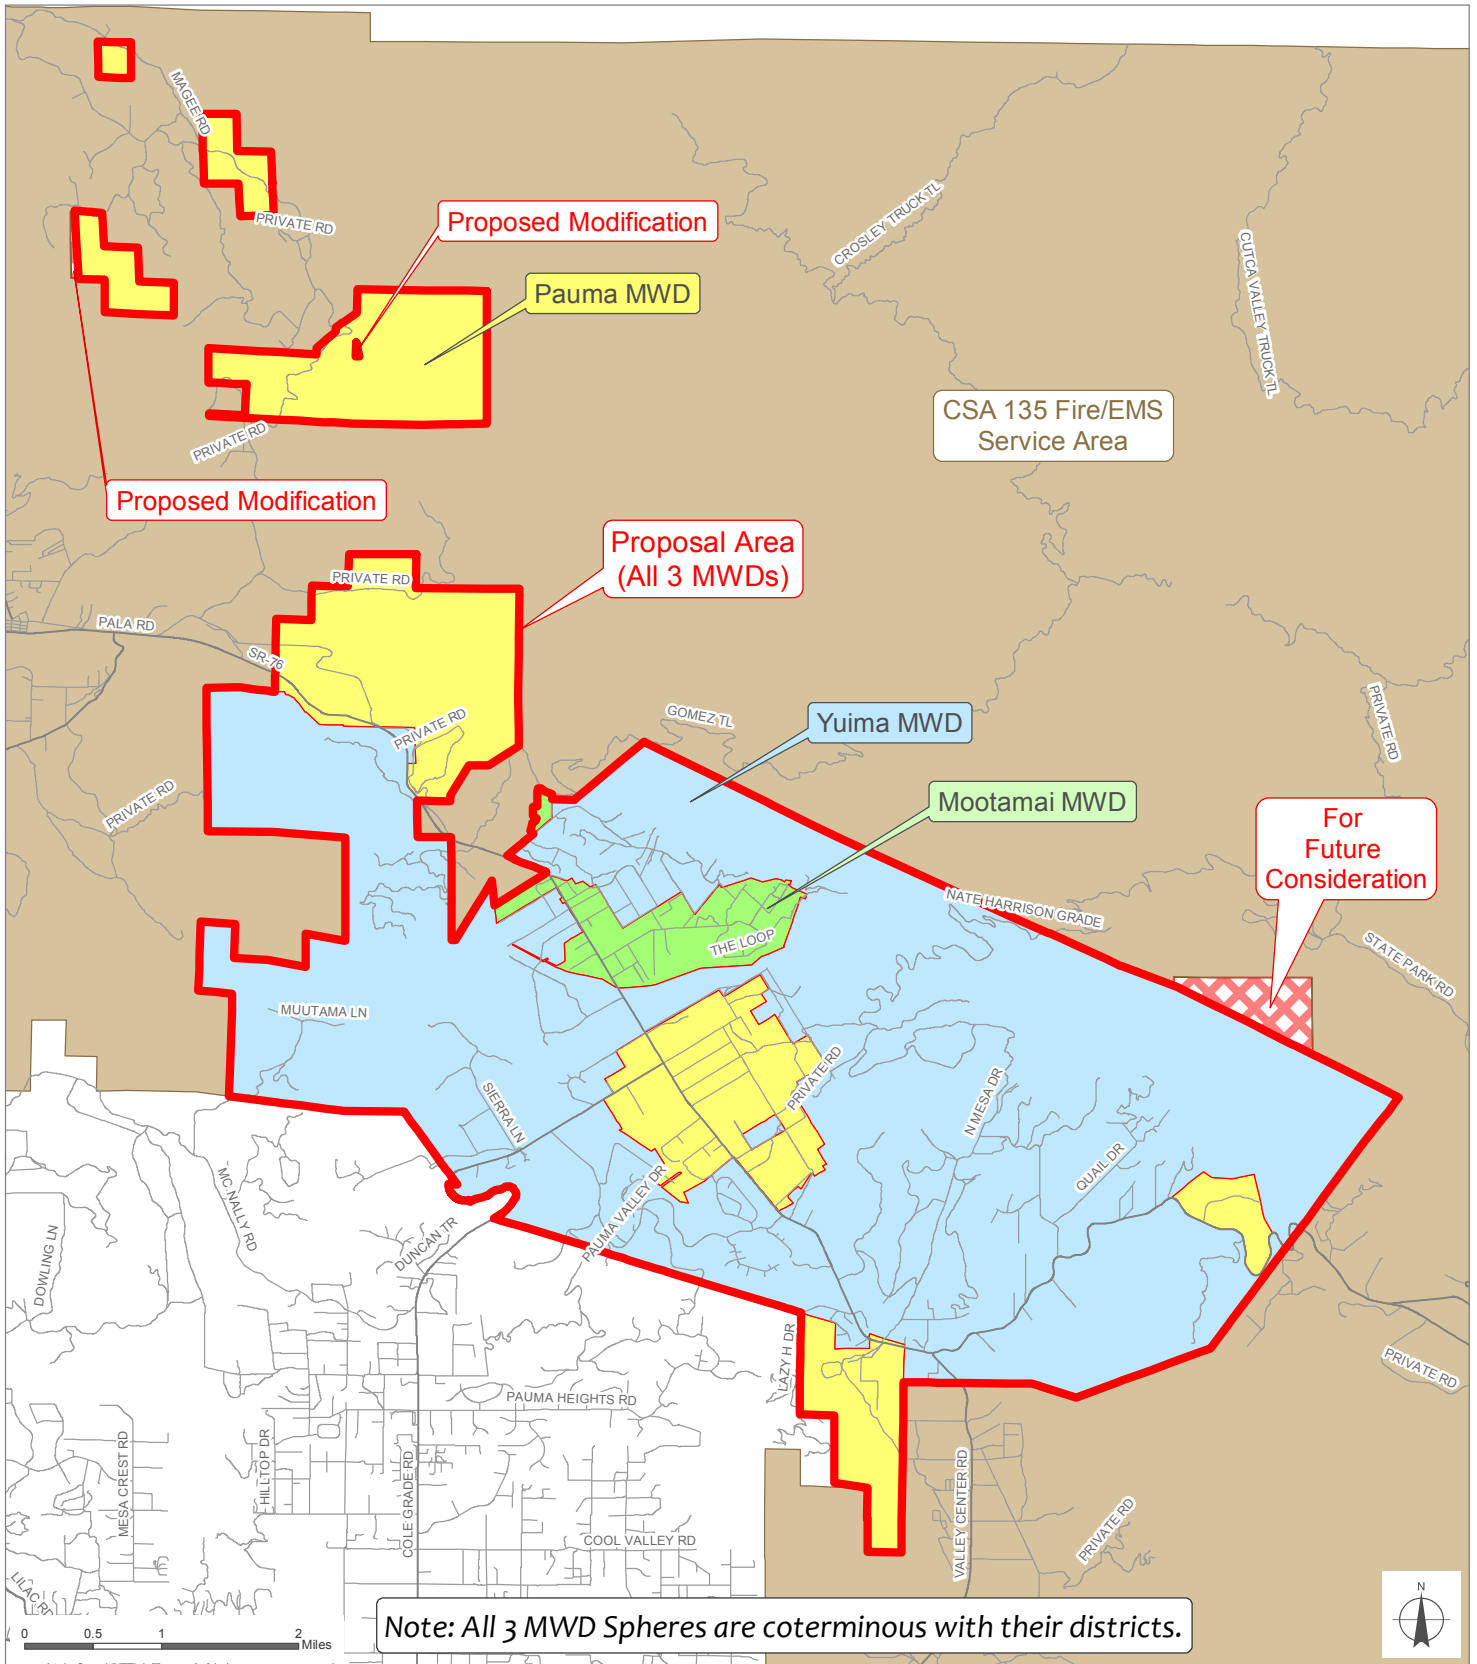 MAGEE RD
PRIVATE RD
Proposed Modification
Pauma MWD
CROSLEY TRUCK TL
CUTCA VALLEY TRUCK TL
CSA 135 Fire/EMS
Service Area
PRIVATE RD
Proposed Modification
Proposal Area
(All 3 MWDs)
PRIVATE RD
PALA RD
SR-76
PRIVATE RD
GOMEZ TL
Yuima MWD
PRIVATE RD
PRIVATE RD
Mootamai MWD
For
Future
Consideration
NATE HARRISON GRADE
THE LOOP
STATE PARK RD
MUUTAMA LN
SIERRA LN
PRIVATE RD
N MESA DR
QUAIL DR
MC NALLY RD
PAUMA VALLEY DR
DUNCAN TR
DOWLING LN
LAZY H DR
PRIVATE RD
PAUMA HEIGHTS RD
MESA CREST RD
HILLTOP DR
COLE GRADE RD
VALLEY CENTER RD
PRIVATE RD
COOL VALLEY RD
LILAC RD
Note: All 3 MWD Spheres are coterminous with their districts.
N
0 0.5 1 2
Miles